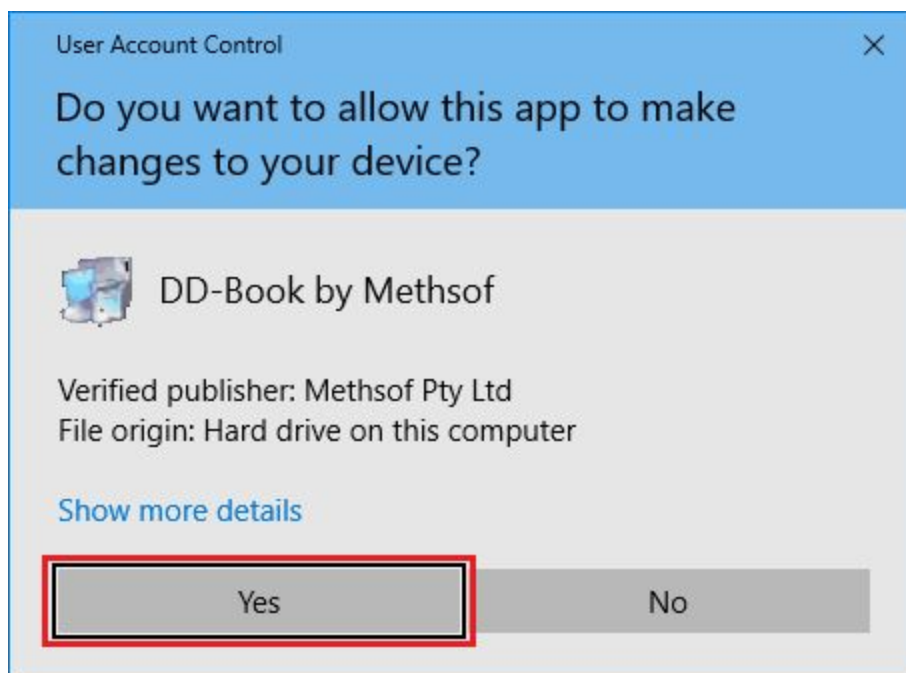 User Account Control
Do you want to allow this app to make
changes to your device?
DD-Book by Methsof
Verified publisher: Methsof Pty Ltd
File origin: Hard drive on this computer
Show more details
Yes
No